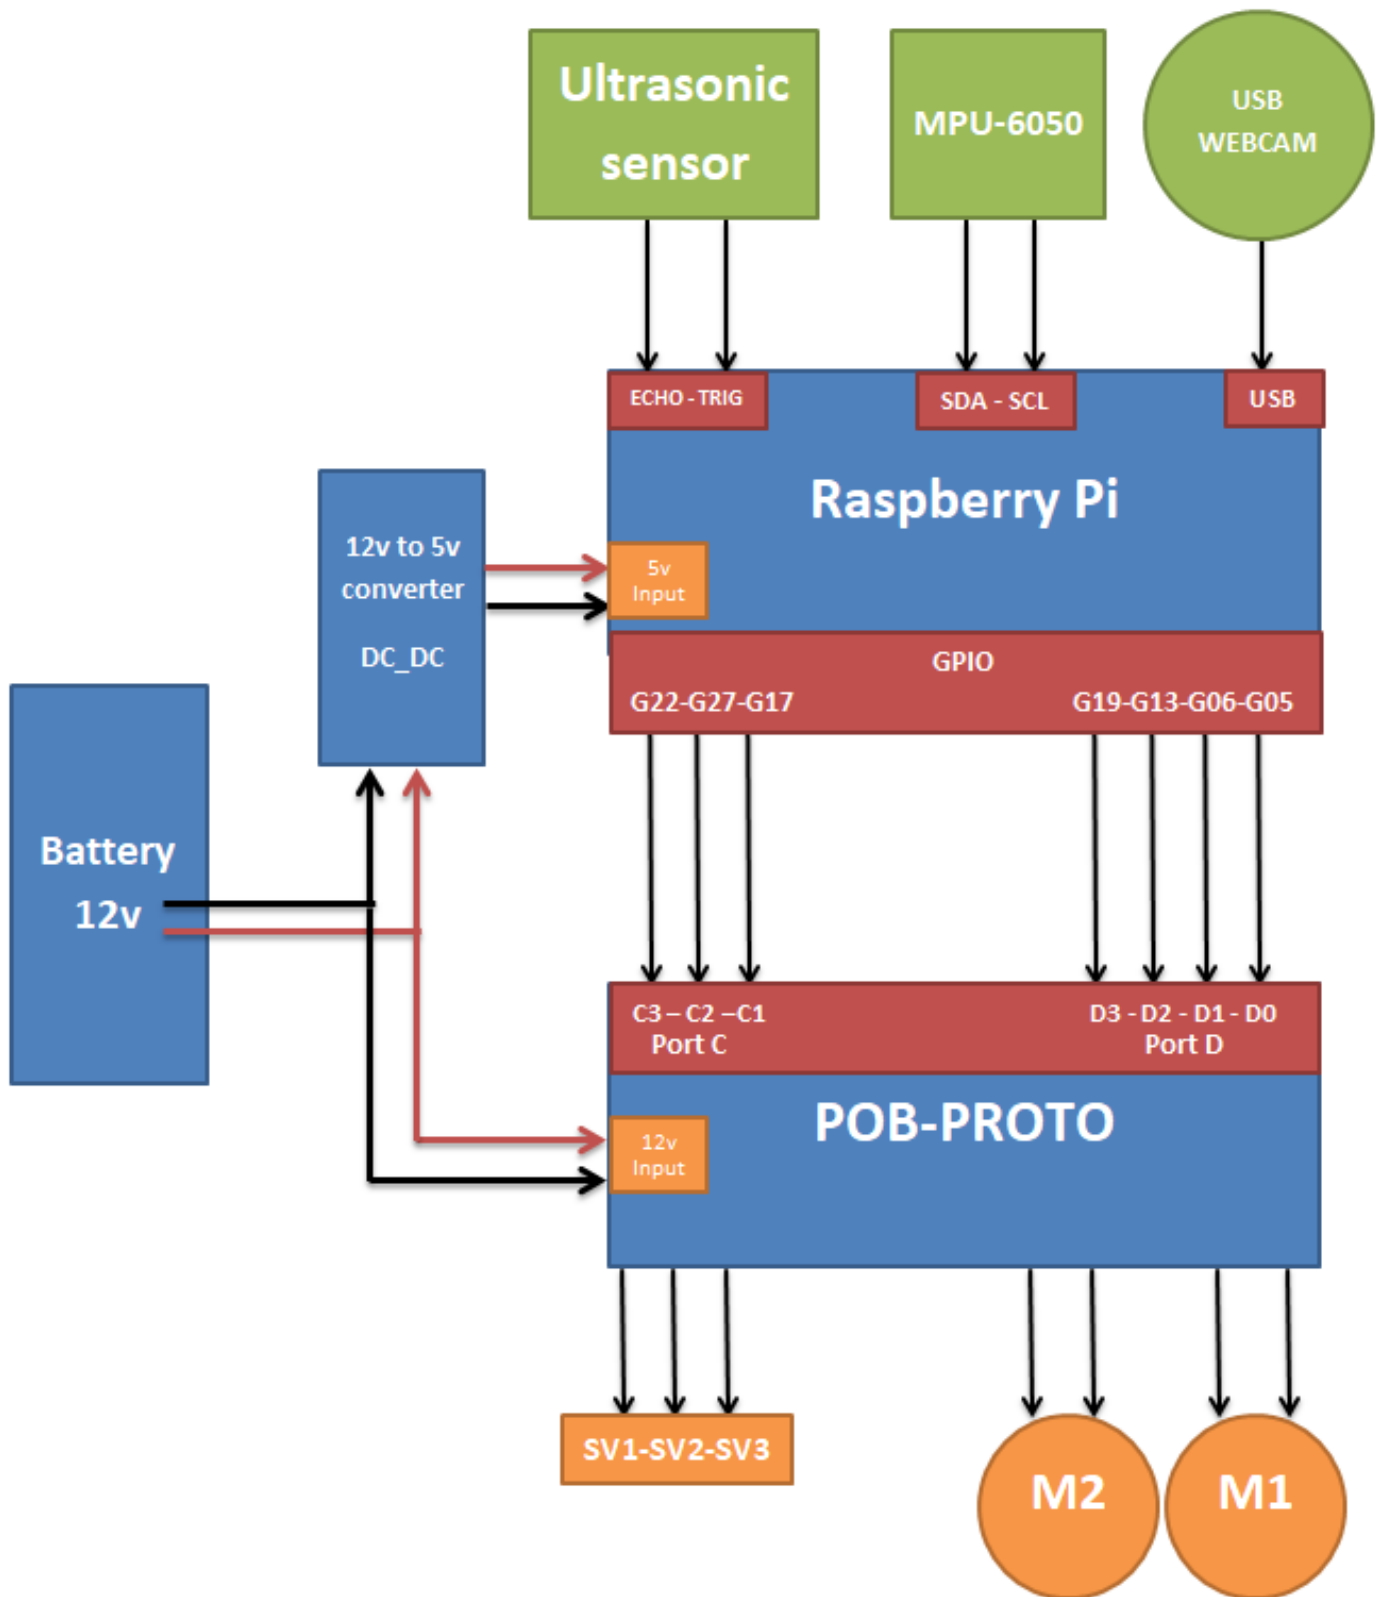 Ultrasonic
sensor
MPU-6050
USB
WEBCAM
ECHO - TRIG
SDA - SCL
USB
Raspberry Pi
12v to 5v
converter
DC_DC
5v
Input
GPIO
G22-G27-G17
G19-G13-G06-G05
Battery
12v
C3 – C2 –C1
Port C
D3 - D2 - D1 - D0
Port D
POB-PROTO
12v
Input
SV1-SV2-SV3
M2
M1